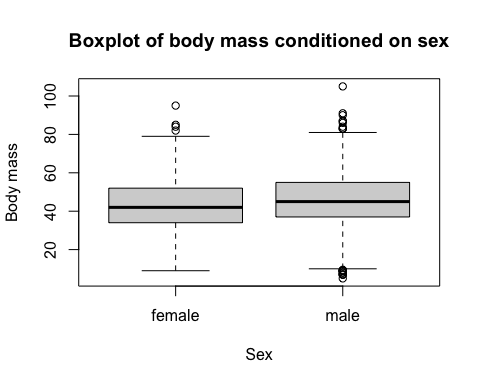 Boxplot of body mass conditioned on sex
Body mass
100
80
60
40
20
female male
Sex